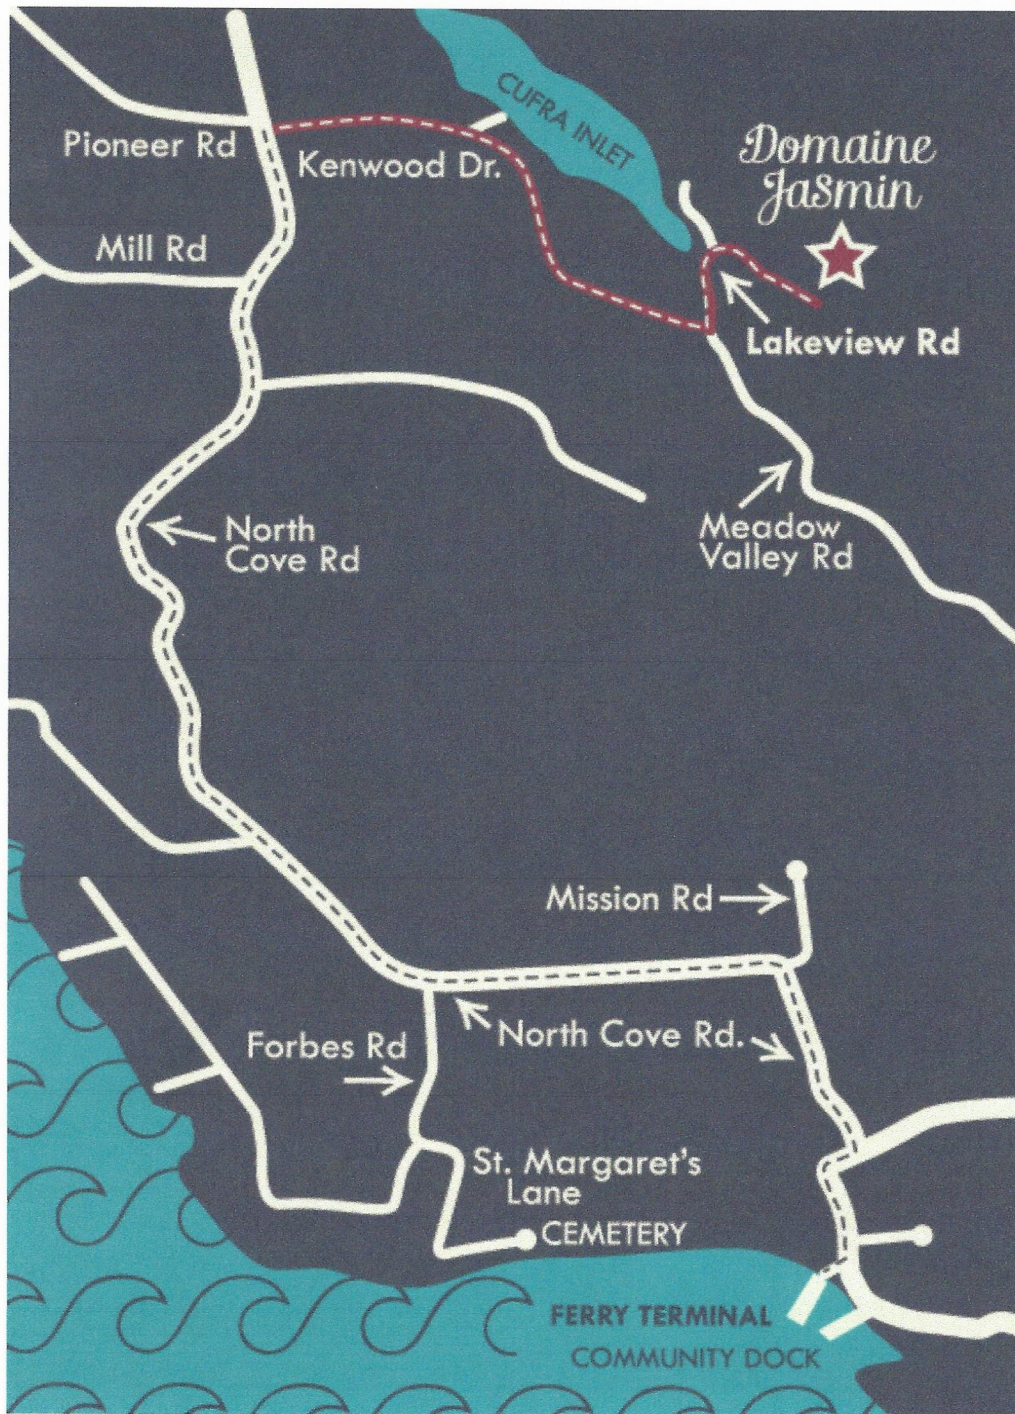 CUFRA INLET
Domaine
Jasmin
Pioneer Rd
Kenwood Dr.
Mill Rd
Lakeview Rd
North
Cove Rd
Meadow
Valley Rd
Mission Rd
North Cove Rd.
Forbes Rd
St. Margaret's
Lane
CEMETERY
FERRY TERMINAL
COMMUNITY DOCK